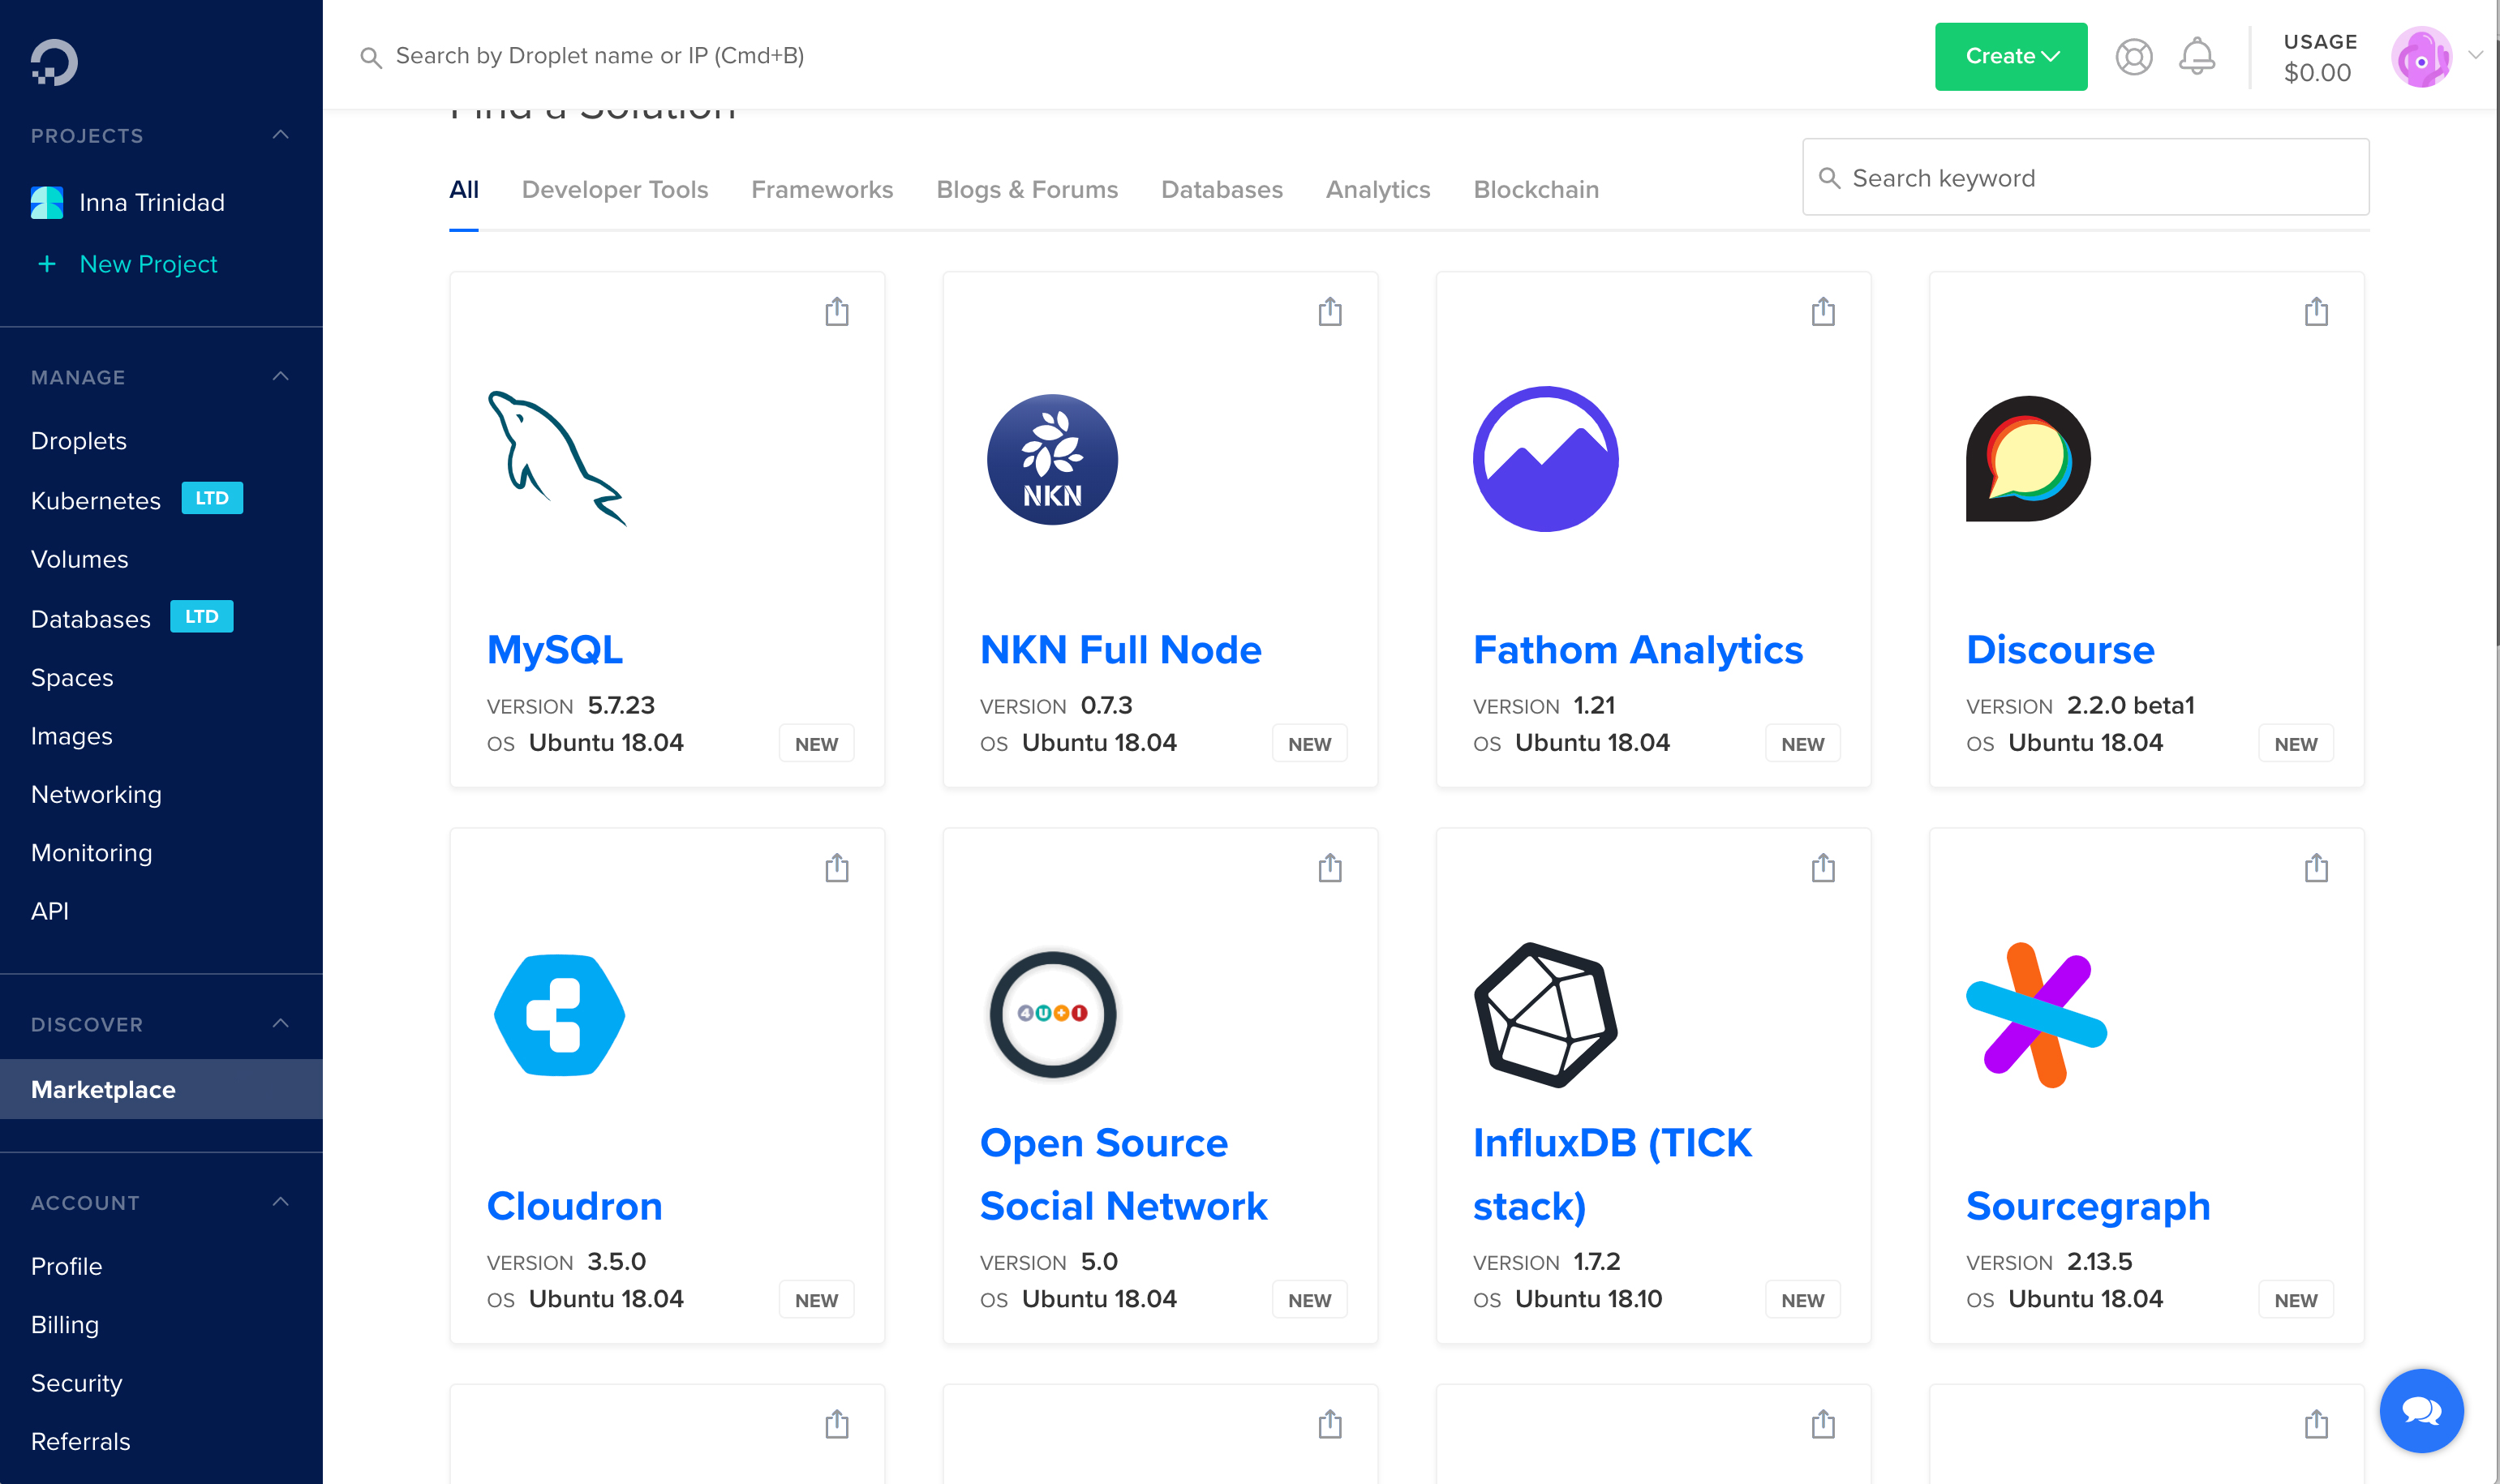 Search by Droplet name or IP (Cmd+B)
Create
USAGE
$0.00
PROJECTS
Inna Trinidad
+ New Project
MANAGE
Droplets
Kubernetes LTD
Volumes
Databases LTD
Spaces
Images
Networking
Monitoring
API
DISCOVER
Marketplace
ACCOUNT
Profile
Billing
Security
Referrals
Find a Solution
All Developer Tools Frameworks Blogs & Forums Databases Analytics Blockchain
Search keyword
MySQL
VERSION 5.7.23
OS Ubuntu 18.04 NEW
NKN
NKN Full Node
VERSION 0.7.3
OS Ubuntu 18.04 NEW
Fathom Analytics
VERSION 1.21
OS Ubuntu 18.04 NEW
Discourse
VERSION 2.2.0 beta1
OS Ubuntu 18.04 NEW
Cloudron
VERSION 3.5.0
OS Ubuntu 18.04 NEW
4U+I
Open Source
Social Network
VERSION 5.0
OS Ubuntu 18.04 NEW
InfluxDB (TICK
stack)
VERSION 1.7.2
OS Ubuntu 18.10 NEW
Sourcegraph
VERSION 2.13.5
OS Ubuntu 18.04 NEW